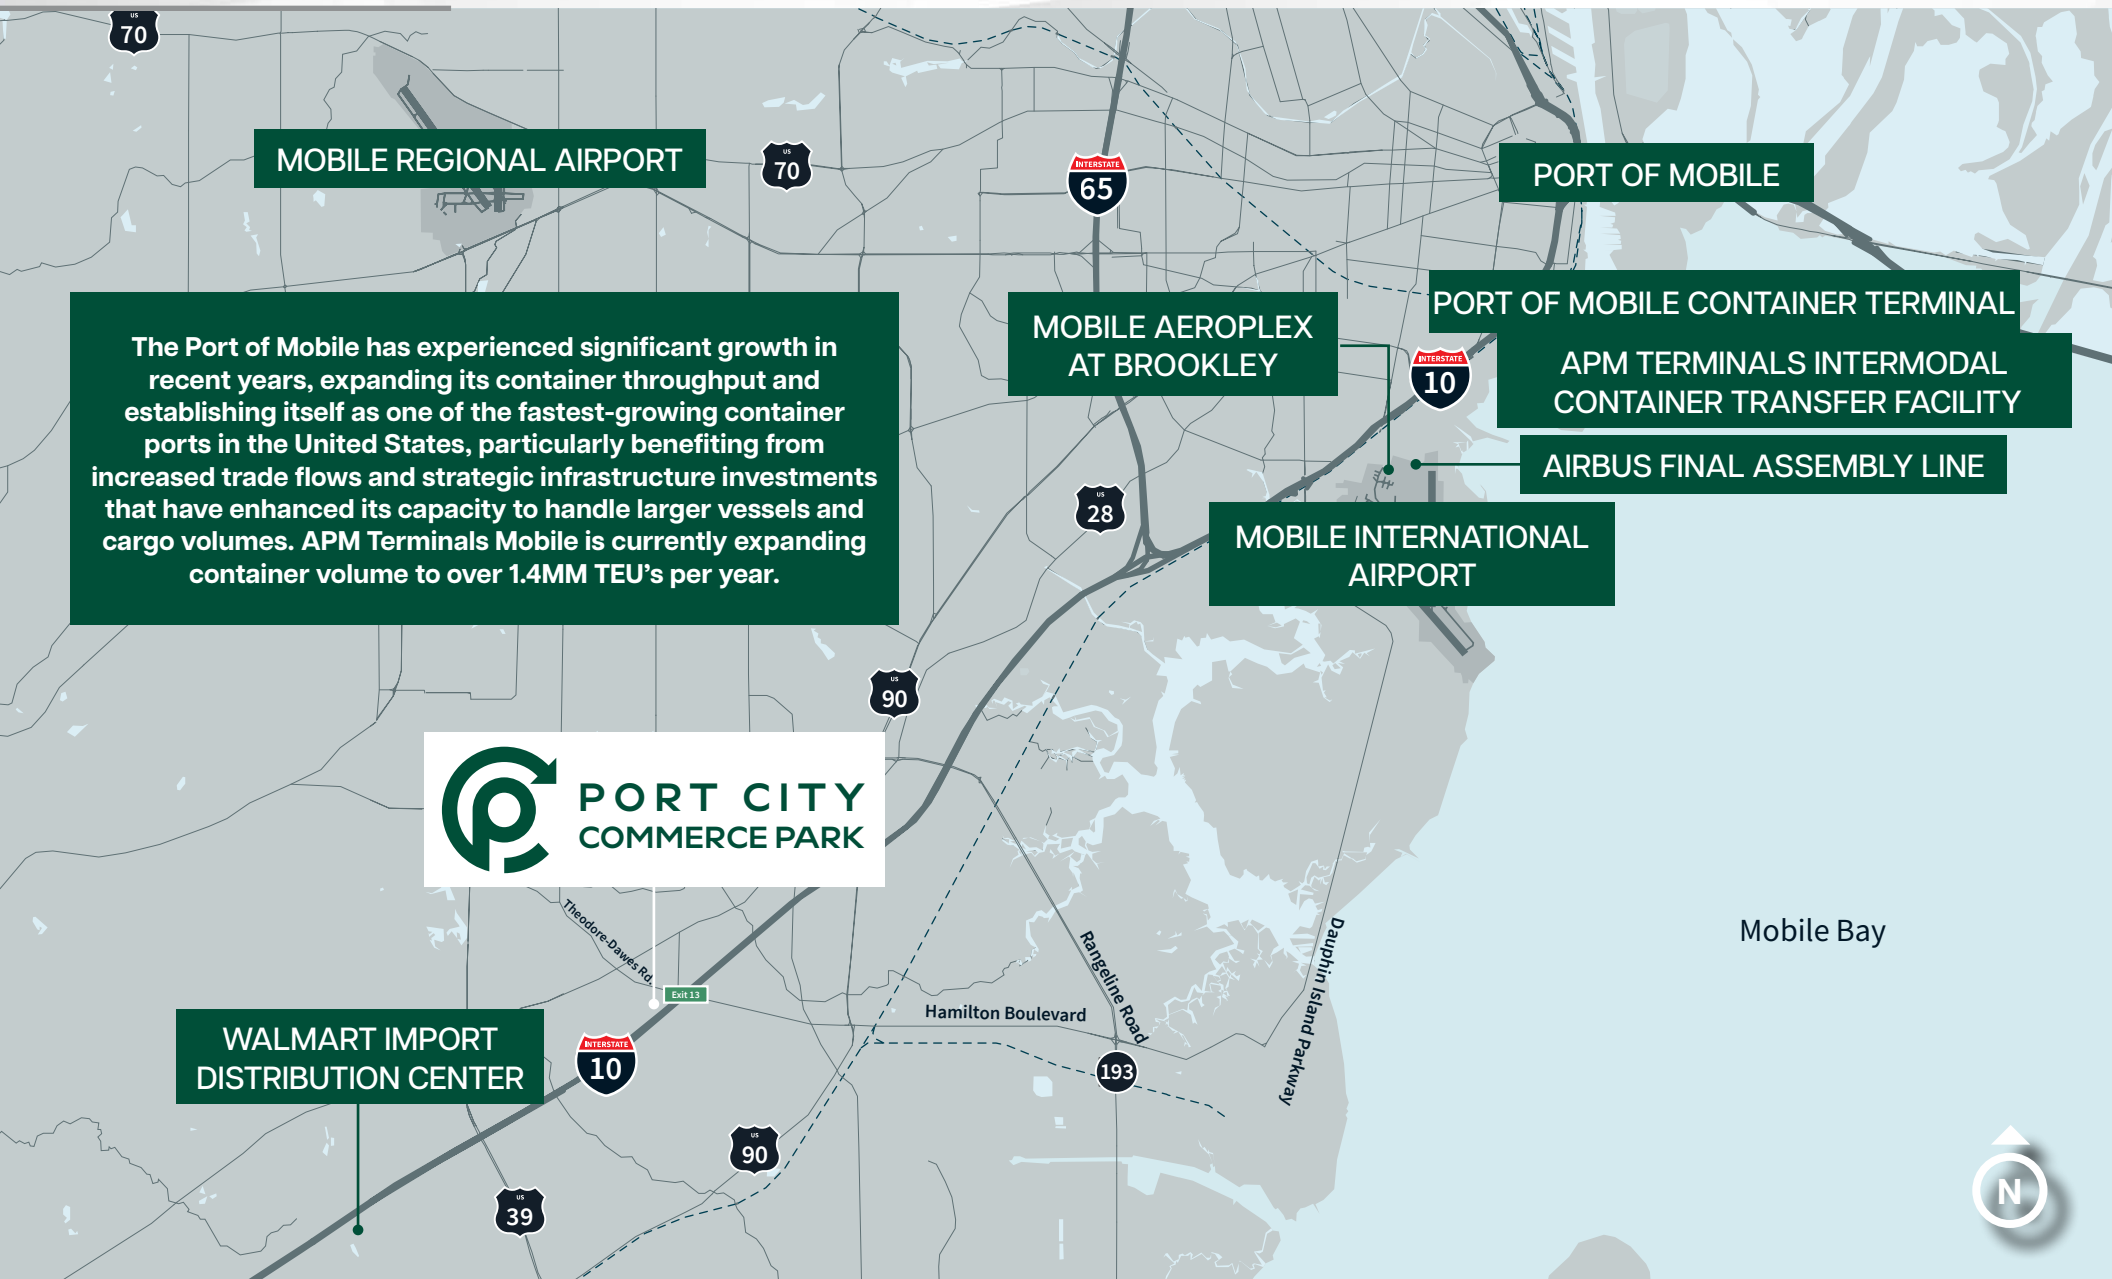 US
70
MOBILE REGIONAL AIRPORT
US
70
INTERSTATE
65
PORT OF MOBILE
The Port of Mobile has experienced significant growth in
recent years, expanding its container throughput and
establishing itself as one of the fastest-growing container
ports in the United States, particularly benefiting from
increased trade flows and strategic infrastructure investments
that have enhanced its capacity to handle larger vessels and
cargo volumes. APM Terminals Mobile is currently expanding
container volume to over 1.4MM TEU’s per year.
MOBILE AEROPLEX
AT BROOKLEY
PORT OF MOBILE CONTAINER TERMINAL
INTERSTATE
10
APM TERMINALS INTERMODAL
CONTAINER TRANSFER FACILITY
AIRBUS FINAL ASSEMBLY LINE
US
28
MOBILE INTERNATIONAL
AIRPORT
US
90
PORT CITY
COMMERCE PARK
Theodore-Dawes Rd.
Exit 13
Rangeline Road
Dauphin Island Parkway
Mobile Bay
Hamilton Boulevard
WALMART IMPORT
DISTRIBUTION CENTER
INTERSTATE
10
193
US
90
US
39
N